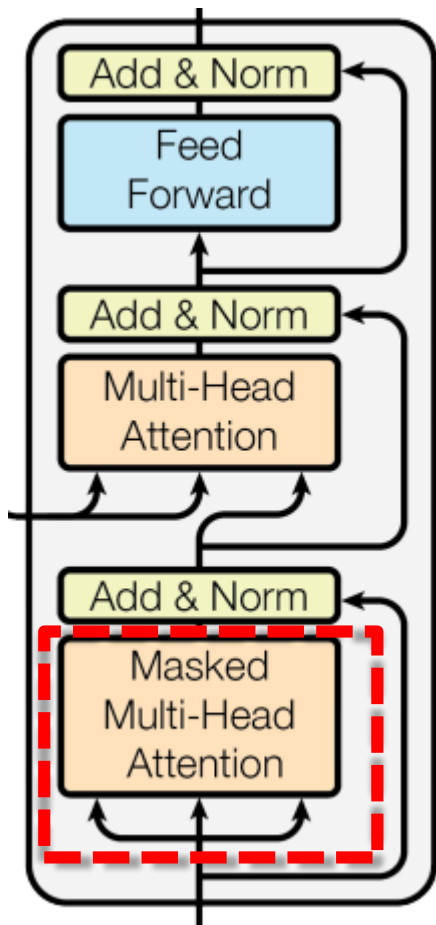 Add & Norm
Feed
Forward
Add & Norm
Multi-Head
Attention
Add & Norm
Masked
Multi-Head
Attention